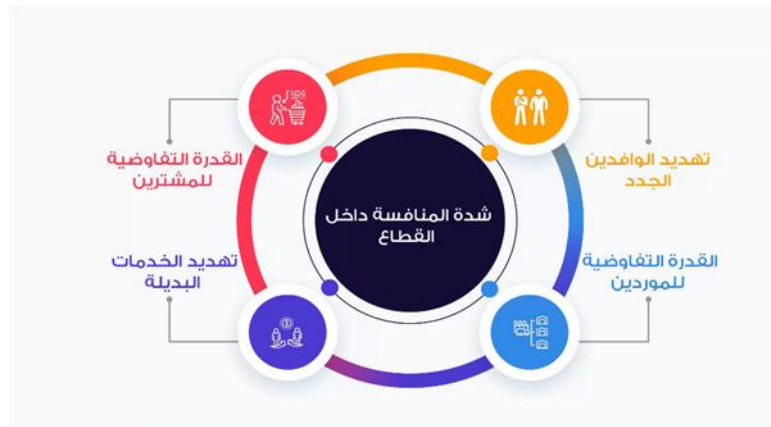 تهديد الوافدين
الجدد
القدرة التفاوضية
للمشترين
شدة المنافسة داخل
القطاع
القدرة التفاوضية
للموردين
تهديد الخدمات
البديلة